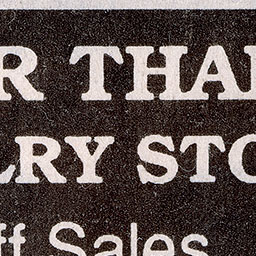 R THA
LRY STO
ff Sales